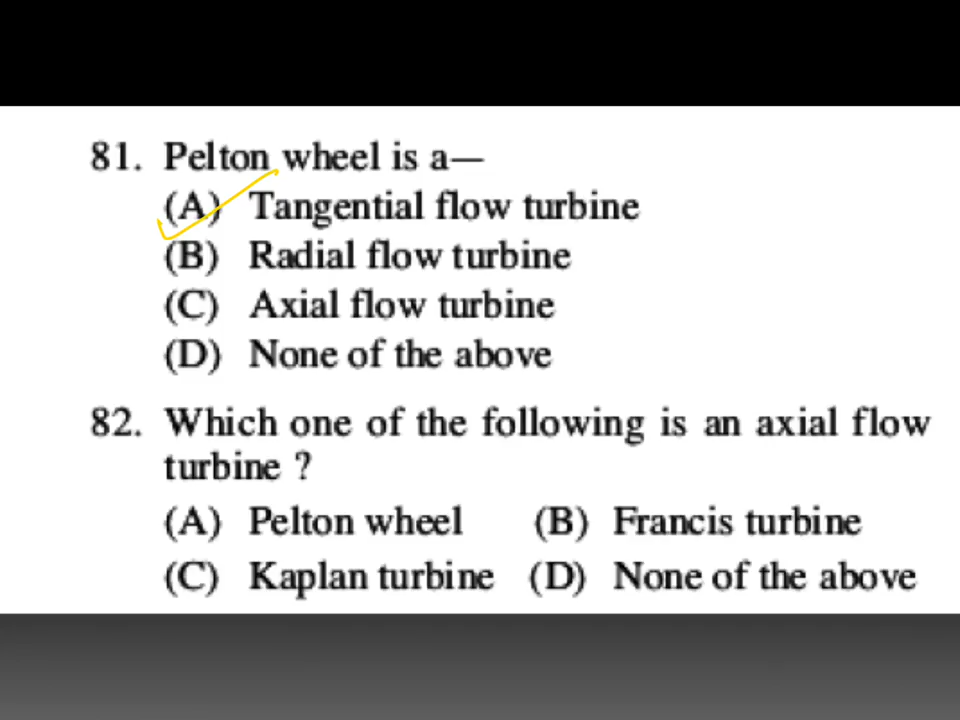 81. Pelton wheel is a—
(A) Tangential flow turbine
(B) Radial flow turbine
(C) Axial flow turbine
(D) None of the above
82. Which one of the following is an axial flow
turbine ?
(A) Pelton wheel (B) Francis turbine
(C) Kaplan turbine (D) None of the above